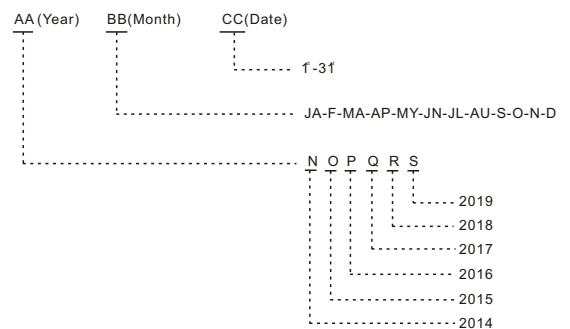 AA (Year) BB(Month) CC(Date)
1-31
JA-F-MA-AP-MY-JN-JL-AU-S-O-N-D
N O P Q R S
2019
2018
2017
2016
2015
2014